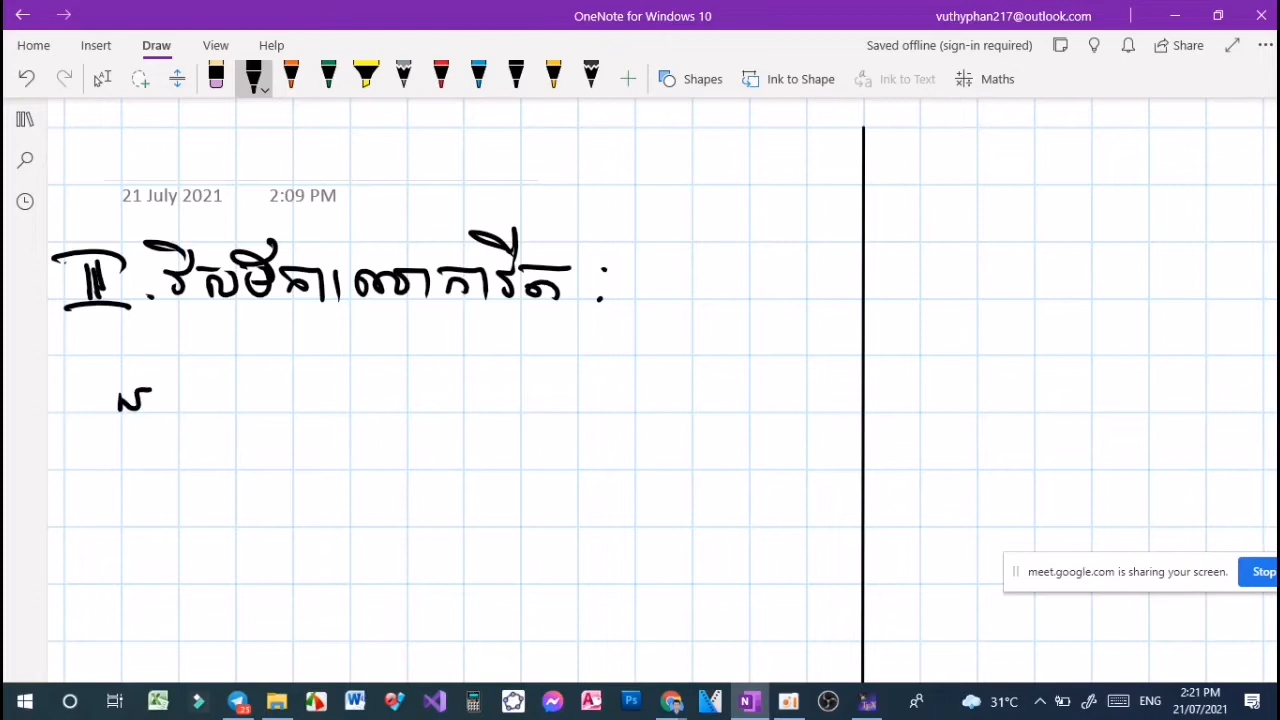 OneNote for Windows 10
vuthyphan217@outlook.com
Home Insert Draw View Help
Saved offline (sign-in required)
Share
Shapes Ink to Shape Ink to Text Maths
21 July 2021 2:09 PM
III. វិសមីការលោការីត :
meet.google.com is sharing your screen.
Stop
31°C
ENG
2:21 PM
21/07/2021